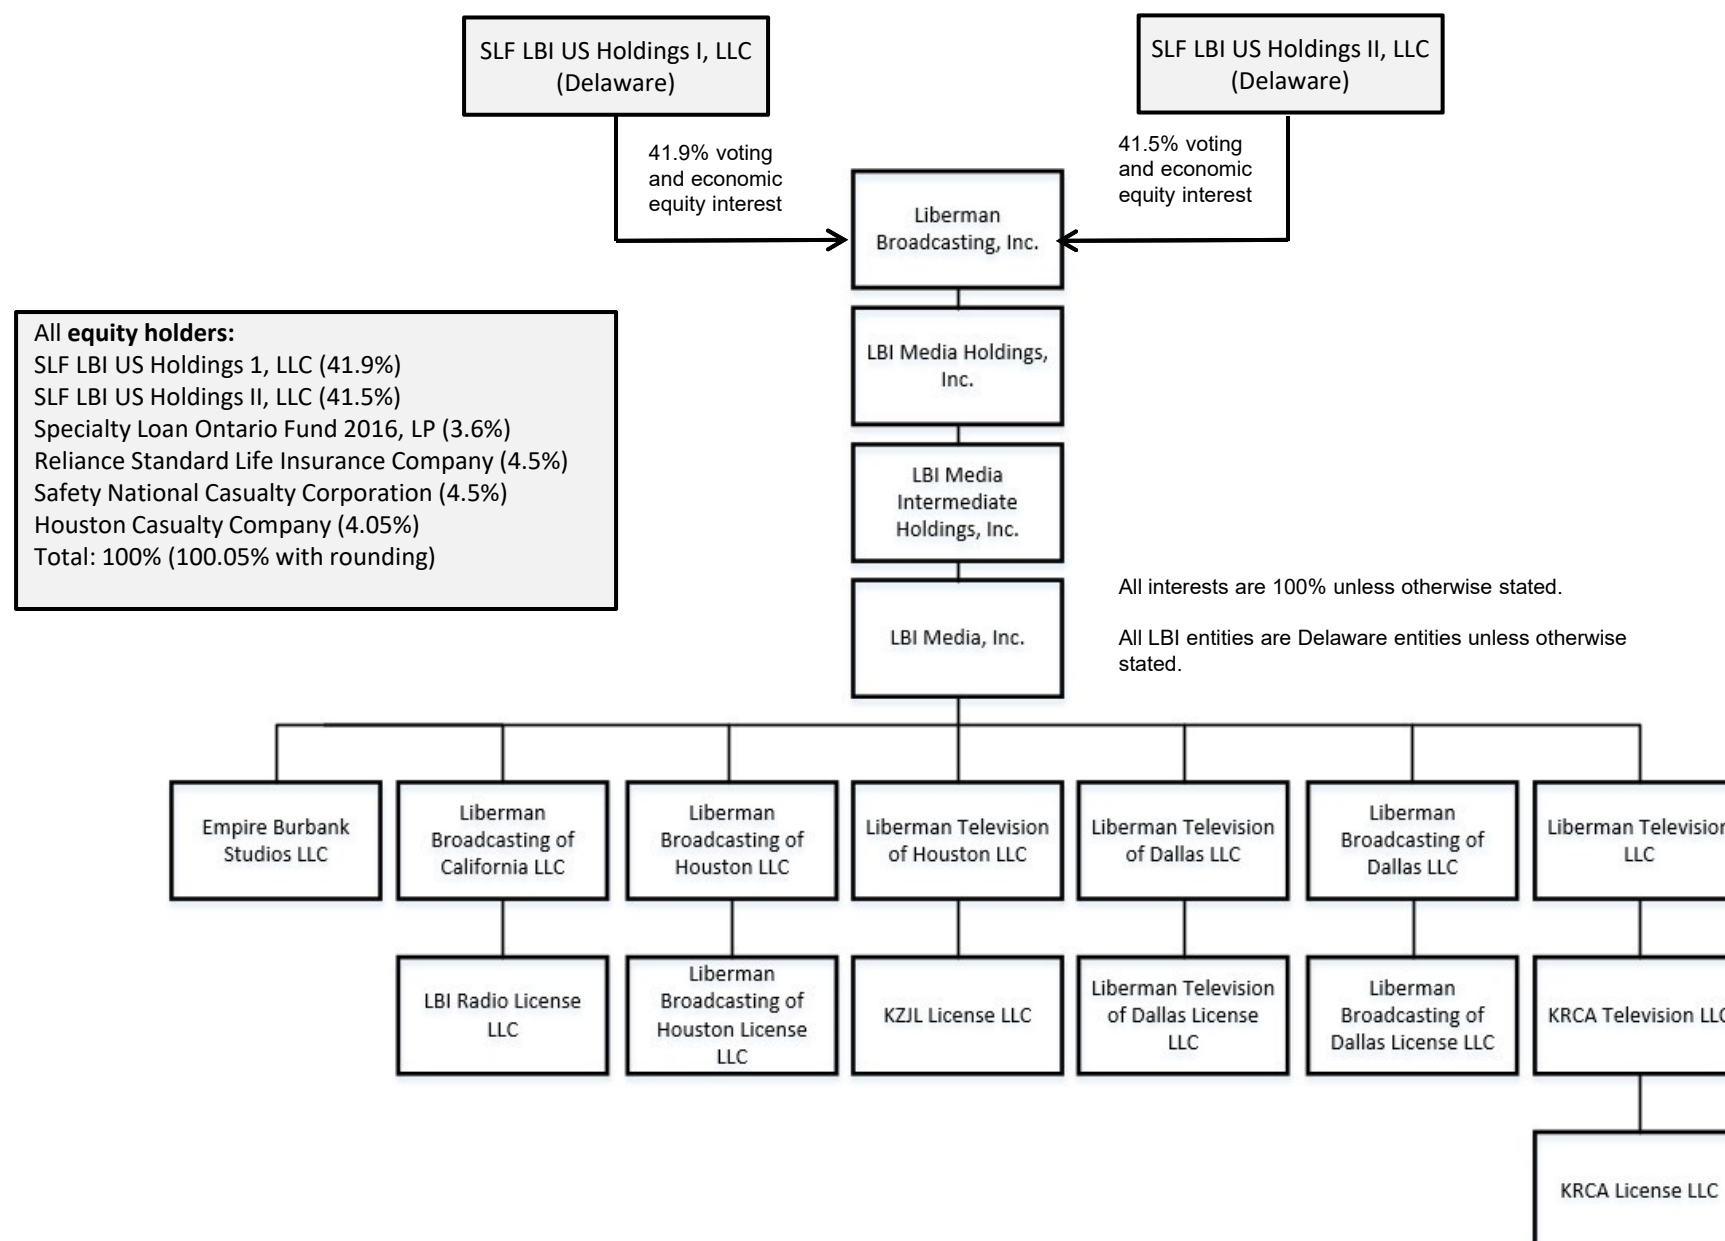 SLF LBI US Holdings I, LLC
(Delaware)
SLF LBI US Holdings II, LLC
(Delaware)
41.9% voting
and economic
equity interest
41.5% voting
and economic
equity interest
Liberman
Broadcasting, Inc.
All equity holders:
SLF LBI US Holdings 1, LLC (41.9%)
SLF LBI US Holdings II, LLC (41.5%)
Specialty Loan Ontario Fund 2016, LP (3.6%)
Reliance Standard Life Insurance Company (4.5%)
Safety National Casualty Corporation (4.5%)
Houston Casualty Company (4.05%)
Total: 100% (100.05% with rounding)
LBI Media Holdings,
Inc.
LBI Media
Intermediate
Holdings, Inc.
LBI Media, Inc.
All interests are 100% unless otherwise stated.
All LBI entities are Delaware entities unless otherwise
stated.
Empire Burbank
Studios LLC
Liberman
Broadcasting of
California LLC
Liberman
Broadcasting of
Houston LLC
Liberman Television
of Houston LLC
Liberman Television
of Dallas LLC
Liberman
Broadcasting of
Dallas LLC
Liberman Television
LLC
LBI Radio License
LLC
Liberman
Broadcasting of
Houston License
LLC
KZJL License LLC
Liberman Television
of Dallas License
LLC
Liberman
Broadcasting of
Dallas License LLC
KRCA Television LLC
KRCA License LLC